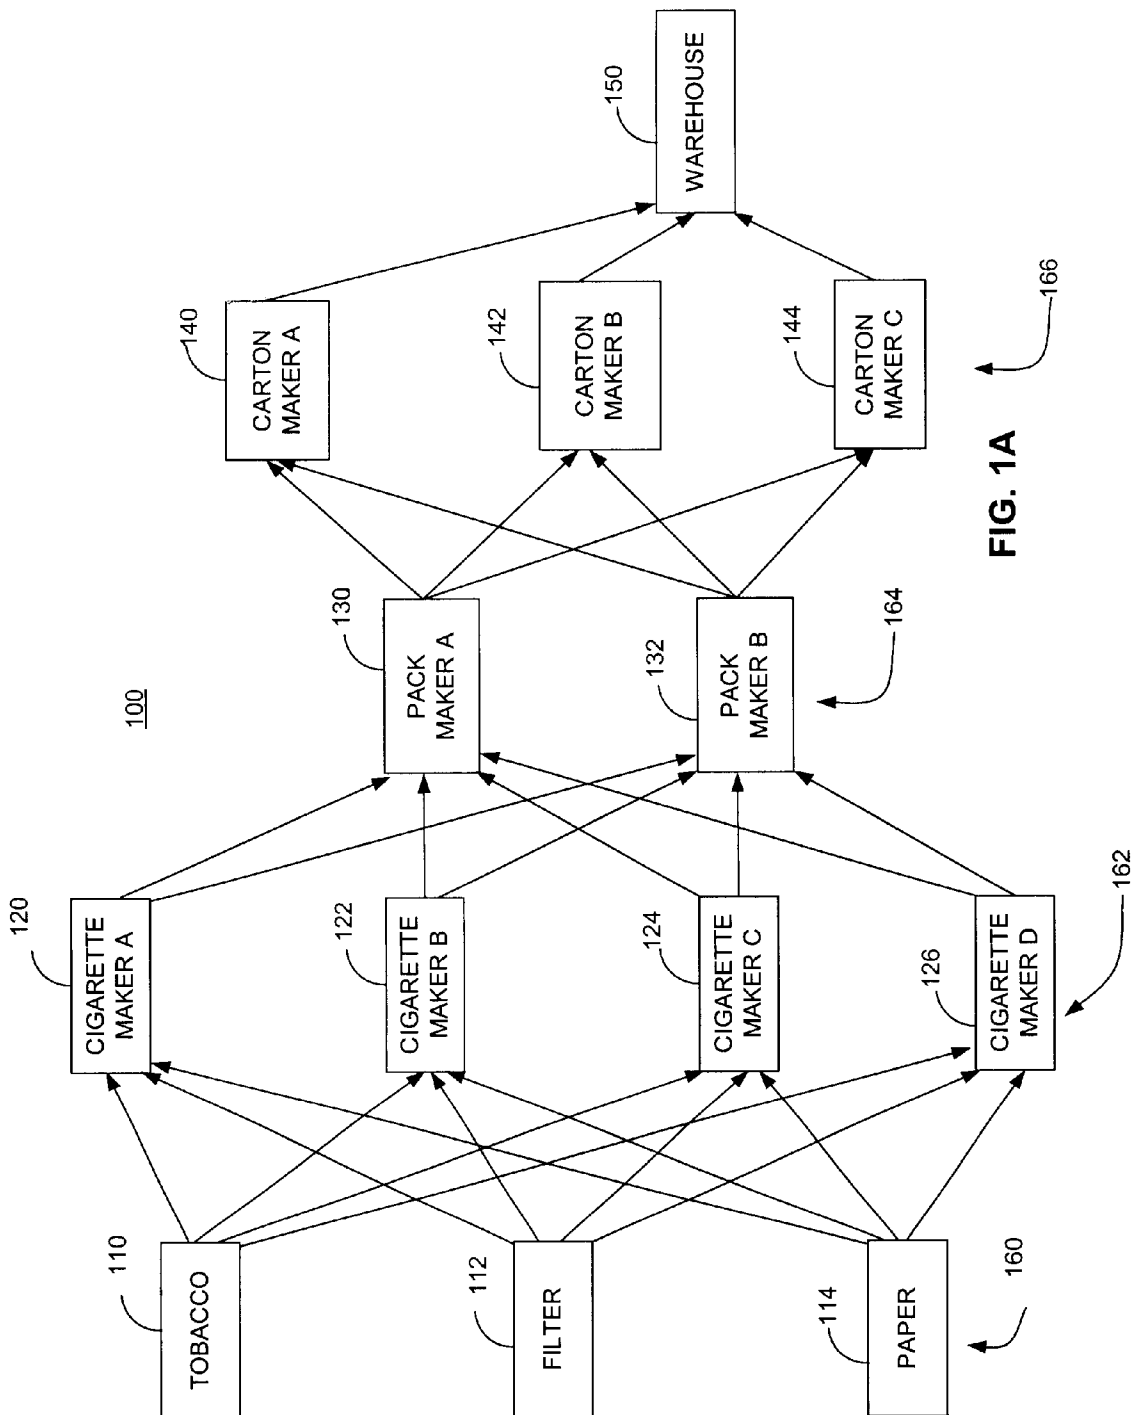 100
110
TOBACCO
112
FILTER
114
PAPER
160
120
CIGARETTE
MAKER A
122
CIGARETTE
MAKER B
124
CIGARETTE
MAKER C
126
CIGARETTE
MAKER D
162
130
PACK
MAKER A
132
PACK
MAKER B
164
140
CARTON
MAKER A
142
CARTON
MAKER B
144
CARTON
MAKER C
166
150
WAREHOUSE
FIG. 1A